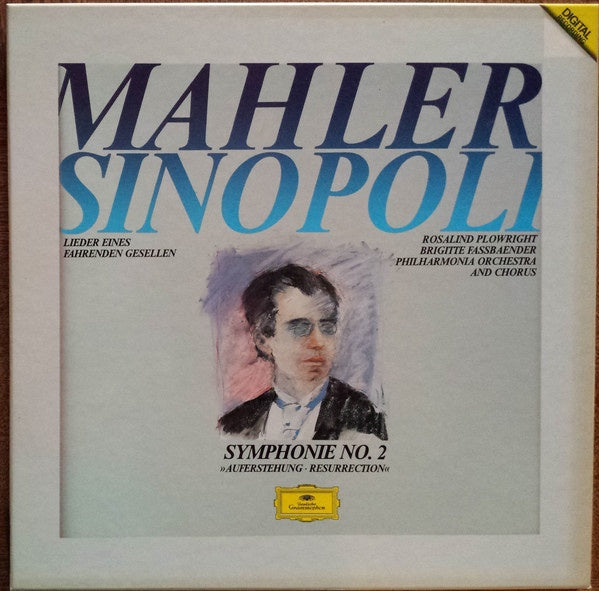 DIGITAL
RECORDING
MAHLER
SINOPOLI
LIEDER EINES
FAHRENDEN GESELLEN
ROSALIND PLOWRIGHT
BRIGITTE FASSBAENDER
PHILHARMONIA ORCHESTRA
AND CHORUS
SYMPHONIE NO. 2
»AUFERSTEHUNG · RESURRECTION«
Deutsche
Grammophon